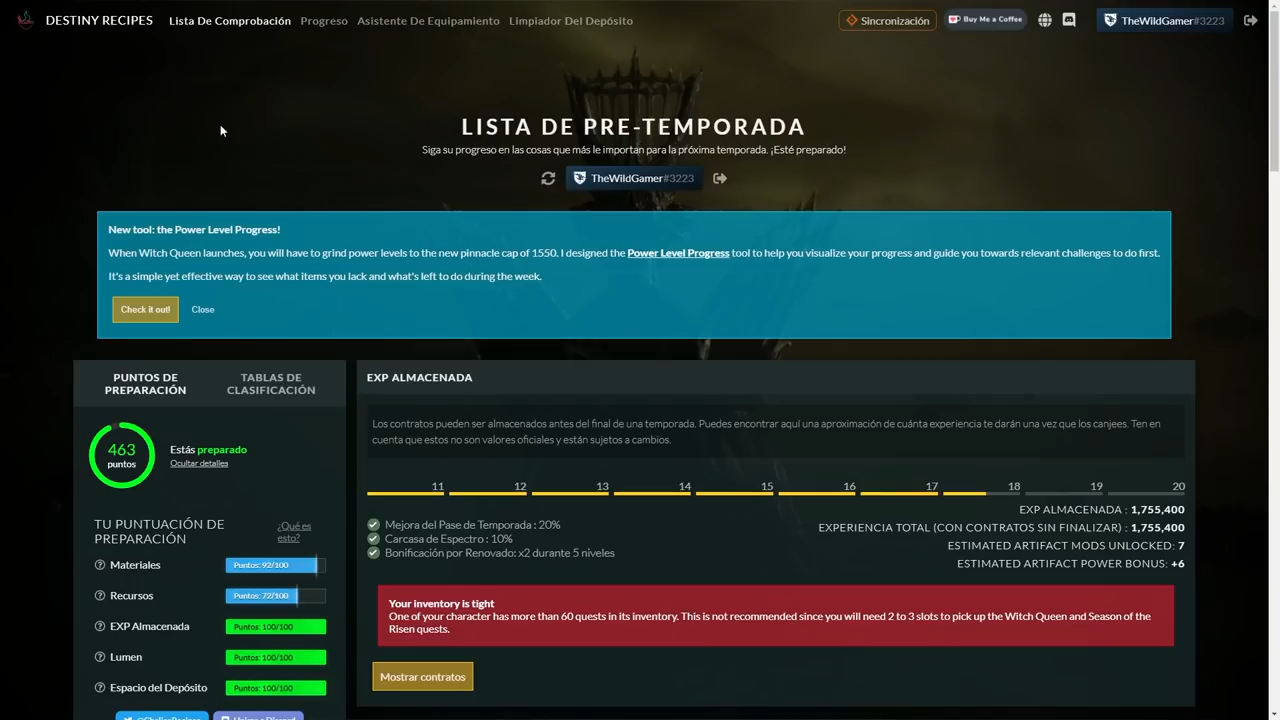 DESTINY RECIPES
Lista De Comprobación
Progreso
Asistente De Equipamiento
Limpiador Del Depósito
Sincronización
Buy Me a Coffee
TheWildGamer#3223
LISTA DE PRE-TEMPORADA
Siga su progreso en las cosas que más le importan para la próxima temporada. ¡Esté preparado!
TheWildGamer#3223
New tool: the Power Level Progress!
When Witch Queen launches, you will have to grind power levels to the new pinnacle cap of 1550. I designed the Power Level Progress tool to help you visualize your progress and guide you towards relevant challenges to do first.
It's a simple yet effective way to see what items you lack and what's left to do during the week.
Check it out!
Close
PUNTOS DE
PREPARACIÓN
TABLAS DE
CLASIFICACIÓN
463
puntos
Estás preparado
Ocultar detalles
TU PUNTUACIÓN DE
PREPARACIÓN
¿Qué es
esto?
Materiales
Puntos: 92/100
Recursos
Puntos: 72/100
EXP Almacenada
Puntos: 100/100
Lumen
Puntos: 100/100
Espacio del Depósito
Puntos: 100/100
EXP ALMACENADA
Los contratos pueden ser almacenados antes del final de una temporada. Puedes encontrar aquí una aproximación de cuánta experiencia te darán una vez que los canjees. Ten en
cuenta que estos no son valores oficiales y están sujetos a cambios.
11 12 13 14 15 16 17 18 19 20
EXP ALMACENADA : 1,755,400
Mejora del Pase de Temporada : 20%
EXPERIENCIA TOTAL (CON CONTRATOS SIN FINALIZAR) : 1,755,400
Carcasa de Espectro : 10%
ESTIMATED ARTIFACT MODS UNLOCKED: 7
Bonificación por Renovado: x2 durante 5 niveles
ESTIMATED ARTIFACT POWER BONUS: +6
Your inventory is tight
One of your character has more than 60 quests in its inventory. This is not recommended since you will need 2 to 3 slots to pick up the Witch Queen and Season of the
Risen quests.
Mostrar contratos